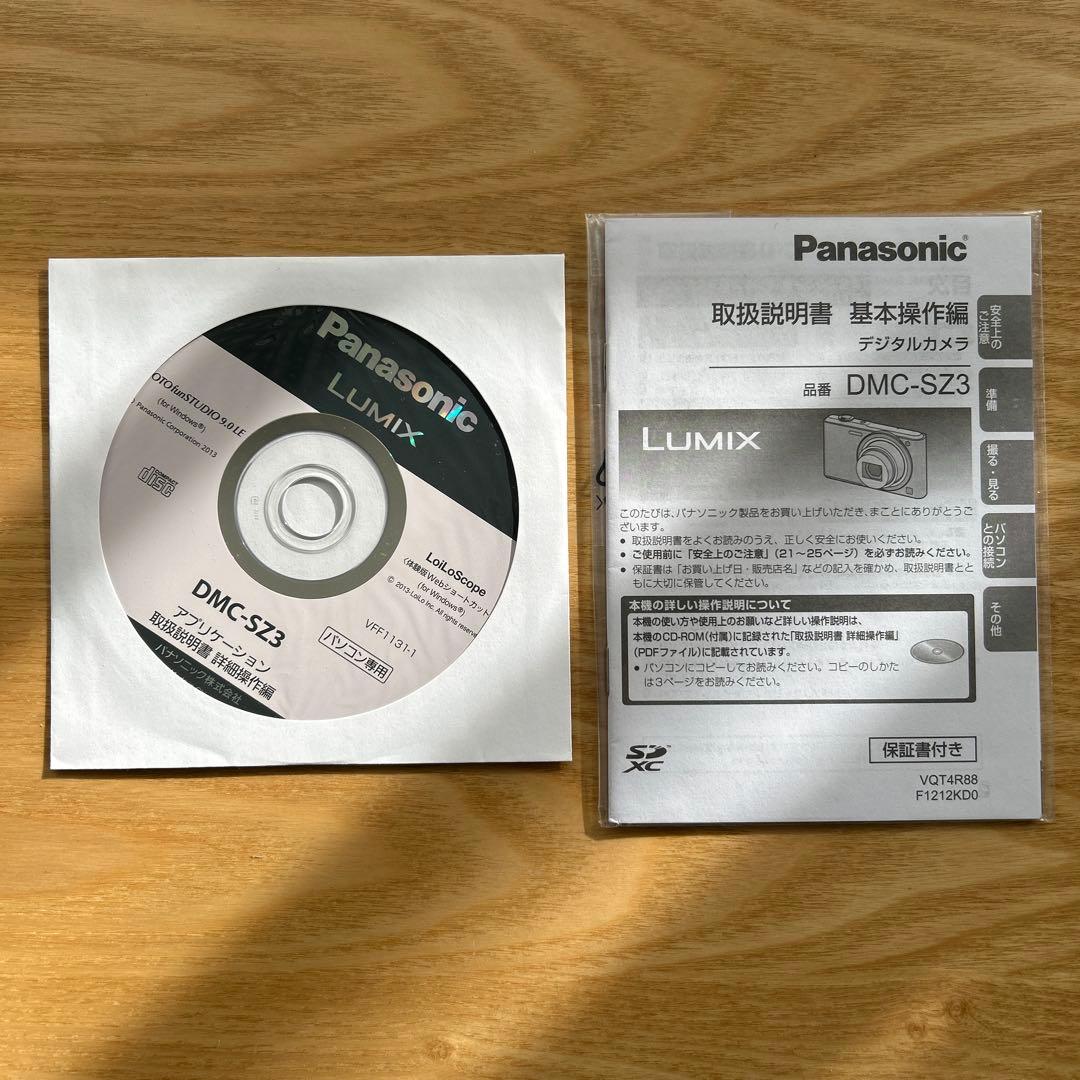 Panasonic
LUMIX
OTOfunSTUDIO 9.0 LE
(for Windows®)
Panasonic Corporation 2013
COMPACT
disc
LoiLoScope
〈体験版Webショートカット
(for Windows®)
© 2013-LoiLo Inc. All rights reserve
DMC-SZ3
VFF1131-1
アプリケーション
取扱説明書 詳細操作編
パソコン専用
パナソニック株式会社
Panasonic®
取扱説明書 基本操作編
デジタルカメラ
品番 DMC-SZ3
LUMIX
このたびは、パナソニック製品をお買い上げいただき、まことにありがとうご
ざいます。
● 取扱説明書をよくお読みのうえ、正しく安全にお使いください。
● ご使用前に「安全上のご注意」(21~25ページ)を必ずお読みください。
● 保証書は「お買い上げ日・販売店名」などの記入を確かめ、取扱説明書とと
もに大切に保管してください。
本機の詳しい操作説明について
本機の使い方や使用上のお願いなど詳しい操作説明は、
本機のCD-ROM(付属)に記録された「取扱説明書 詳細操作編」
(PDFファイル)に記載されています。
● パソコンにコピーしてお読みください。コピーのしかた
は3ページをお読みください。
SD
XC
™
保証書付き
VQT4R88
F1212KD0
安全上の
ご注意
準備
撮る・見る
パソコン
との接続
その他